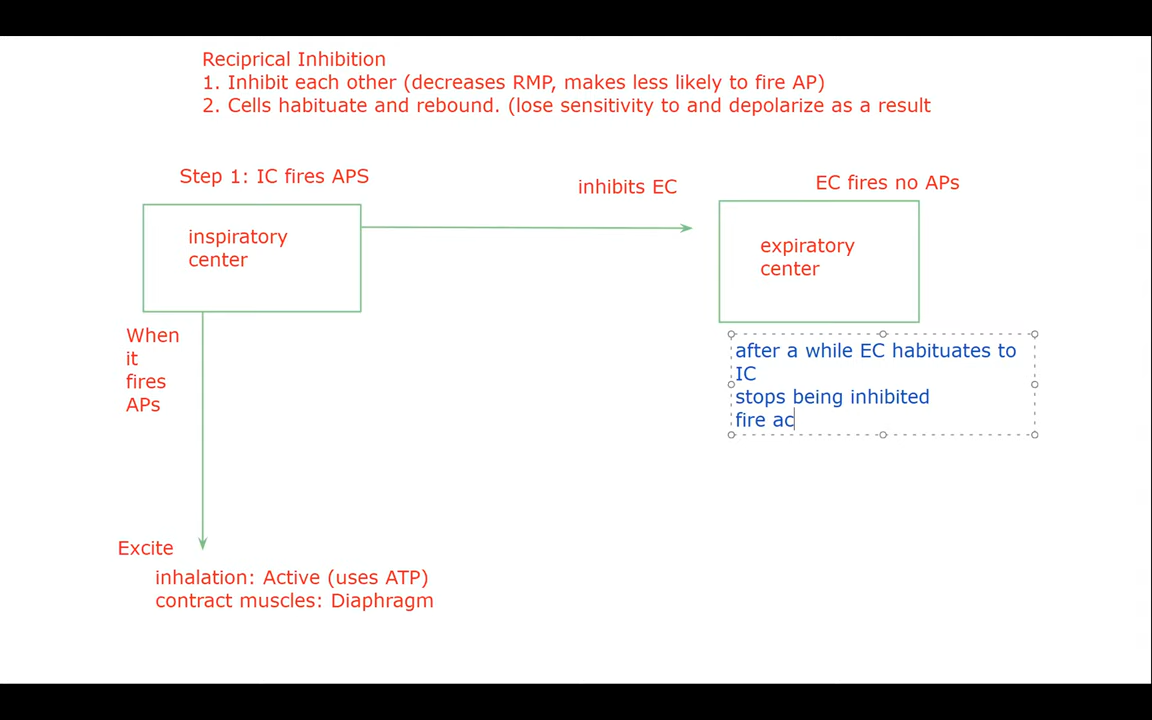 Reciprical Inhibition
1. Inhibit each other (decreases RMP, makes less likely to fire AP)
2. Cells habituate and rebound. (lose sensitivity to and depolarize as a result
Step 1: IC fires APS
inhibits EC
EC fires no APs
inspiratory
center
expiratory
center
When
it
fires
APs
after a while EC habituates to
IC
stops being inhibited
fire ac
Excite
inhalation: Active (uses ATP)
contract muscles: Diaphragm